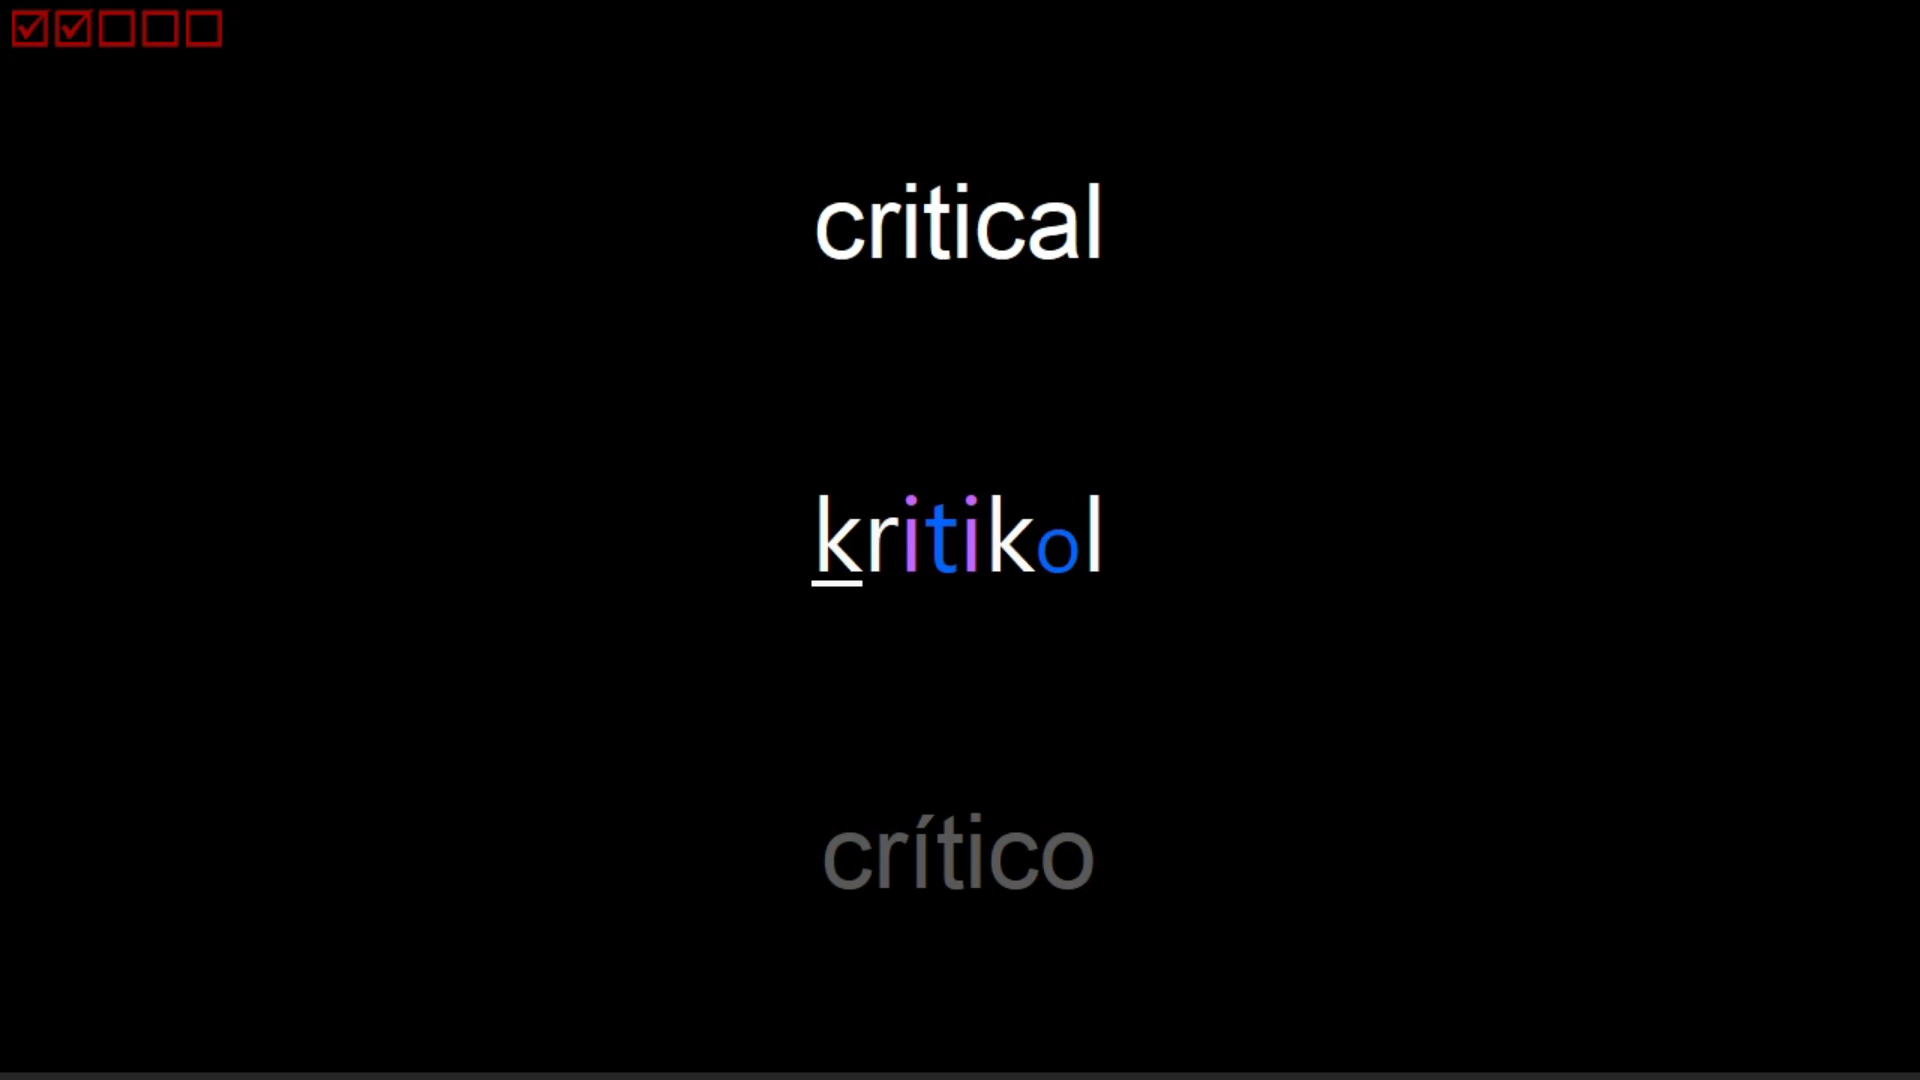 ☑☑☐☐☐
critical
kritikol
crítico